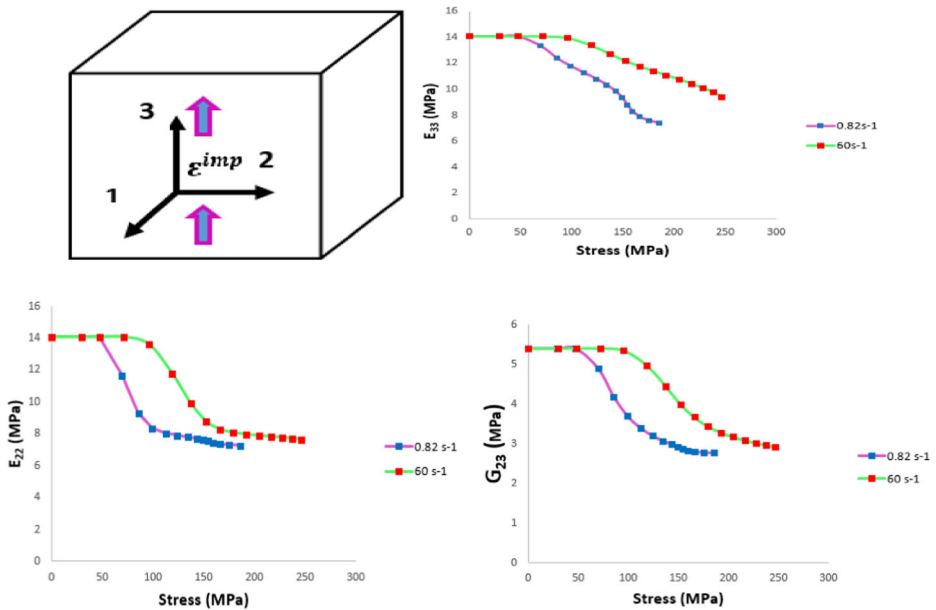 3
ε^imp 2
1
16
14
12
10
8
6
4
2
0
E33 (MPa)
0 50 100 150 200 250 300
Stress (MPa)
0.82s-1
60s-1
16
14
12
10
8
6
4
2
0
E22 (MPa)
0 50 100 150 200 250 300
Stress (MPa)
0.82 s-1
60 s-1
6
5
4
3
2
1
0
G23 (MPa)
0 50 100 150 200 250 300
Stress (MPa)
0.82 s-1
60 s-1